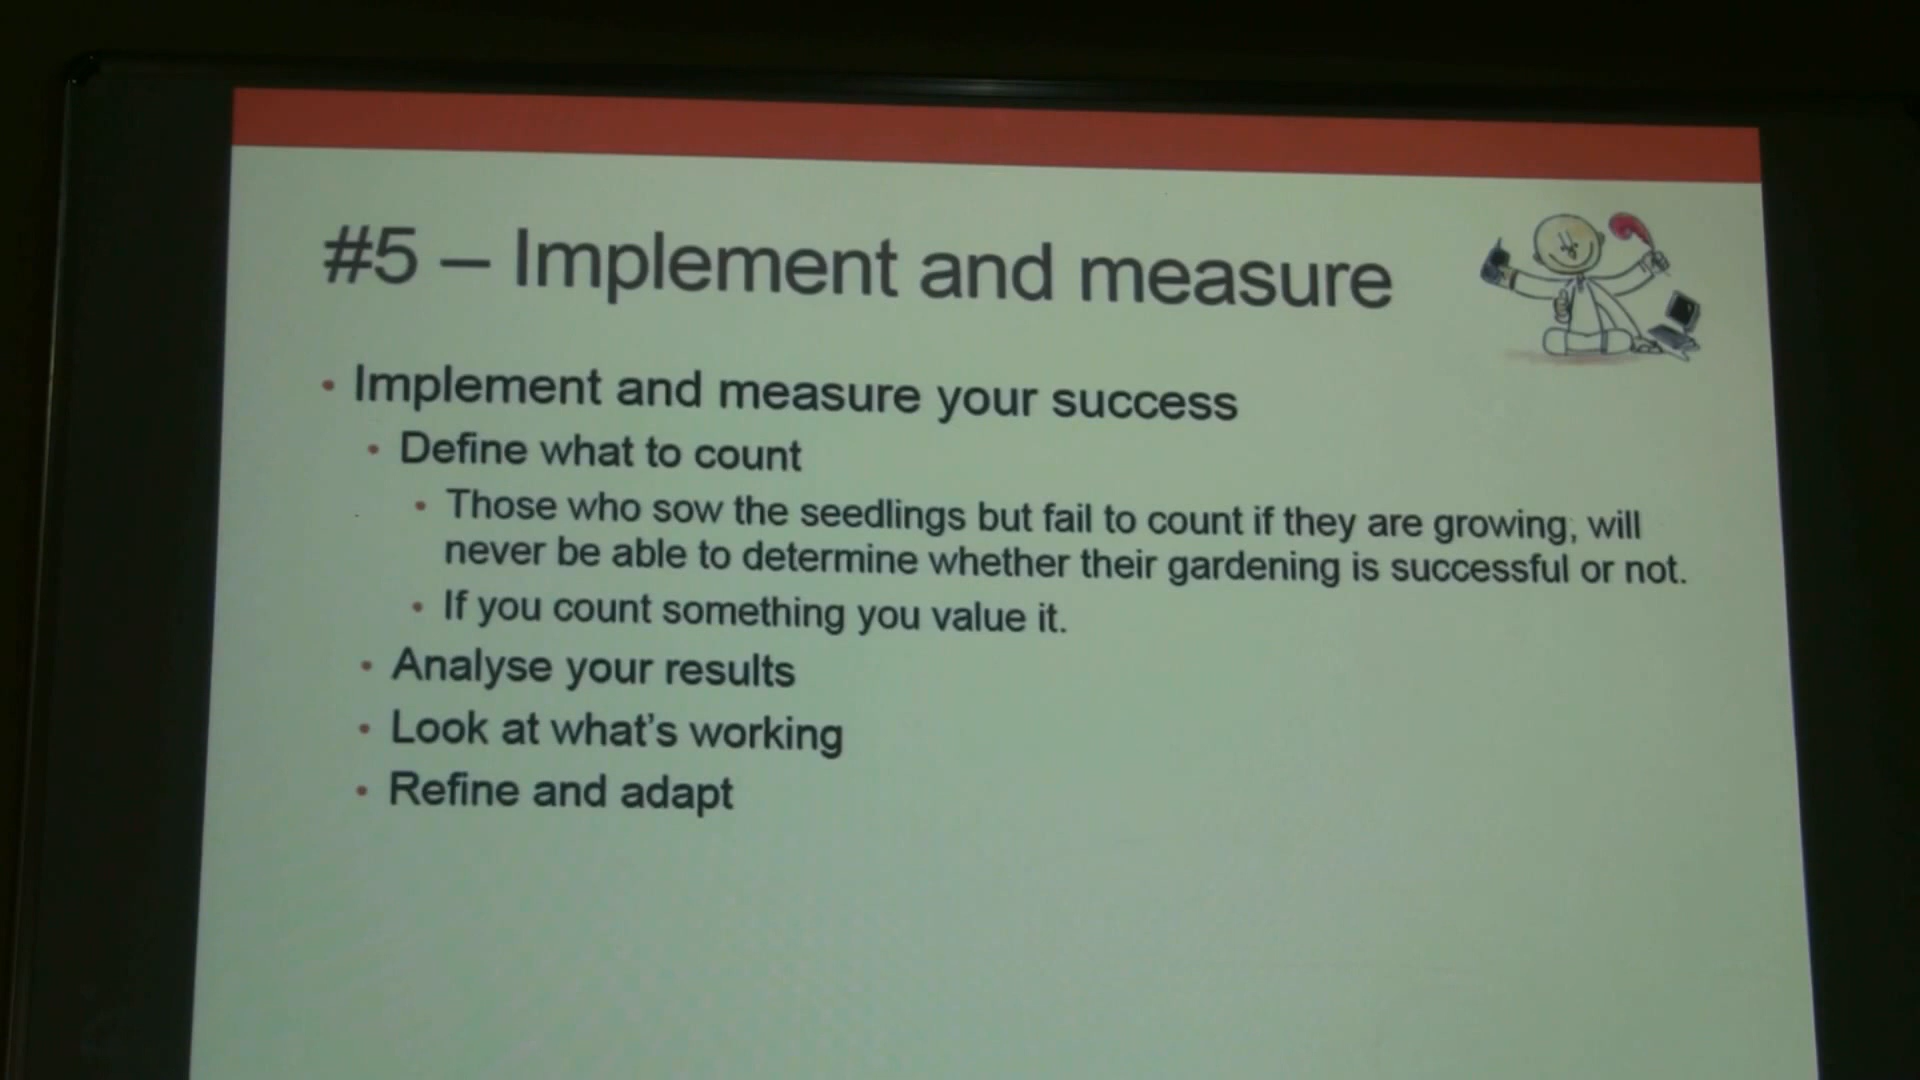 #5 – Implement and measure
• Implement and measure your success
• Define what to count
• Those who sow the seedlings but fail to count if they are growing, will
never be able to determine whether their gardening is successful or not.
• If you count something you value it.
• Analyse your results
• Look at what's working
• Refine and adapt